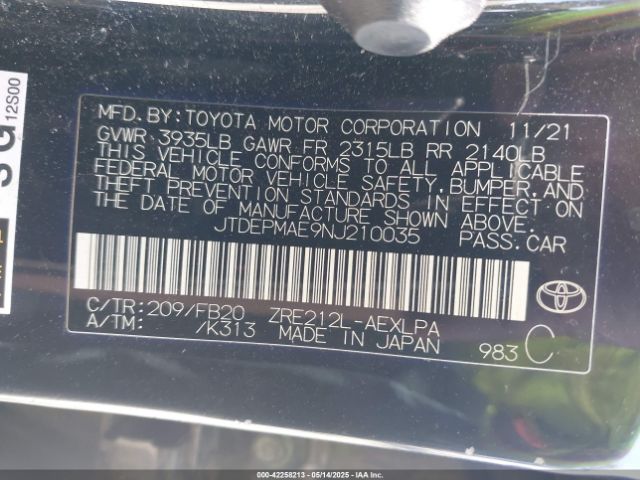 MFD. BY: TOYOTA MOTOR CORPORATION 11/21
GVWR 3935LB GAWR FR 2315LB RR 2140LB
THIS VEHICLE CONFORMS TO ALL APPLICABLE
FEDERAL MOTOR VEHICLE SAFETY, BUMPER, AND
THEFT PREVENTION STANDARDS IN EFFECT ON
THE DATE OF MANUFACTURE SHOWN ABOVE.
JTDEPMAE9NJ210035 PASS. CAR
C/TR: 209/FB20 ZRE212L-AEXLPA
A/TM: /K313 MADE IN JAPAN 983 C
12S00
000-42258213 - 05/14/2025 - IAAI.COM